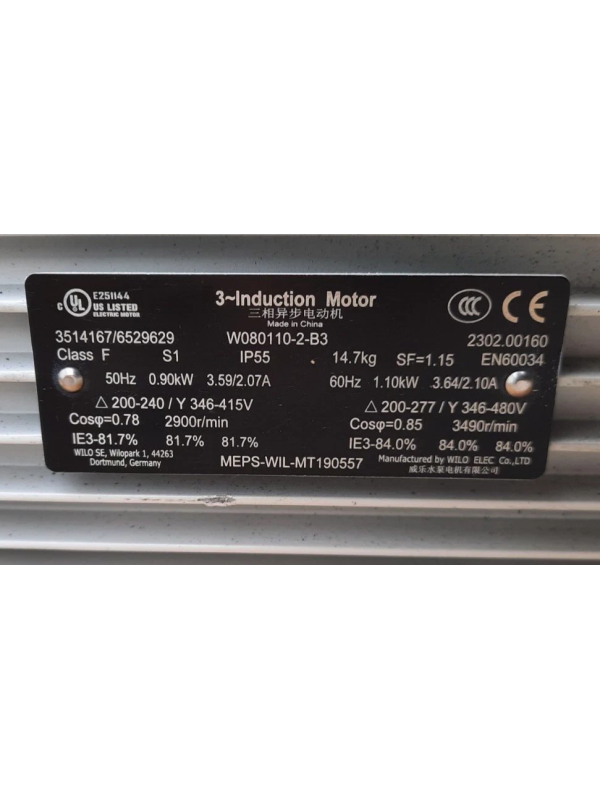 c UL E251144
US LISTED
ELECTRIC MOTOR
3~Induction Motor
三相异步电动机
Made in China
CCC CE
3514167/6529629 W080110-2-B3 2302.00160
Class F S1 IP55 14.7kg SF=1.15 EN60034
50Hz 0.90kW 3.59/2.07A 60Hz 1.10kW 3.64/2.10A
△ 200-240 / Y 346-415V △ 200-277 / Y 346-480V
Cosφ=0.78 2900r/min Cosφ=0.85 3490r/min
IE3-81.7% 81.7% 81.7% IE3-84.0% 84.0% 84.0%
WILO SE, Wilopark 1, 44263
Dortmund, Germany
MEPS-WIL-MT190557
Manufactured by WILO ELEC Co.,LTD
威乐水泵电机有限公司